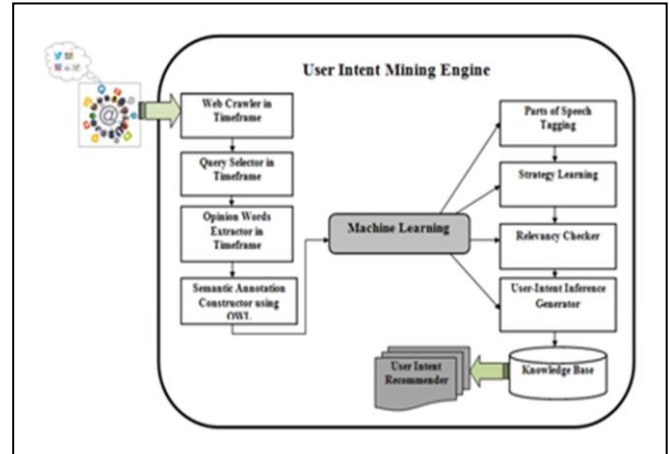 User Intent Mining Engine
@
Web Crawler in
Timeframe
Query Selector in
Timeframe
Opinion Words
Extractor in
Timeframe
Semantic Annotation
Constructor using
OWL
Machine Learning
Parts of Speech
Tagging
Strategy Learning
Relevancy Checker
User-Intent Inference
Generator
Knowledge Base
User Intent
Recommender